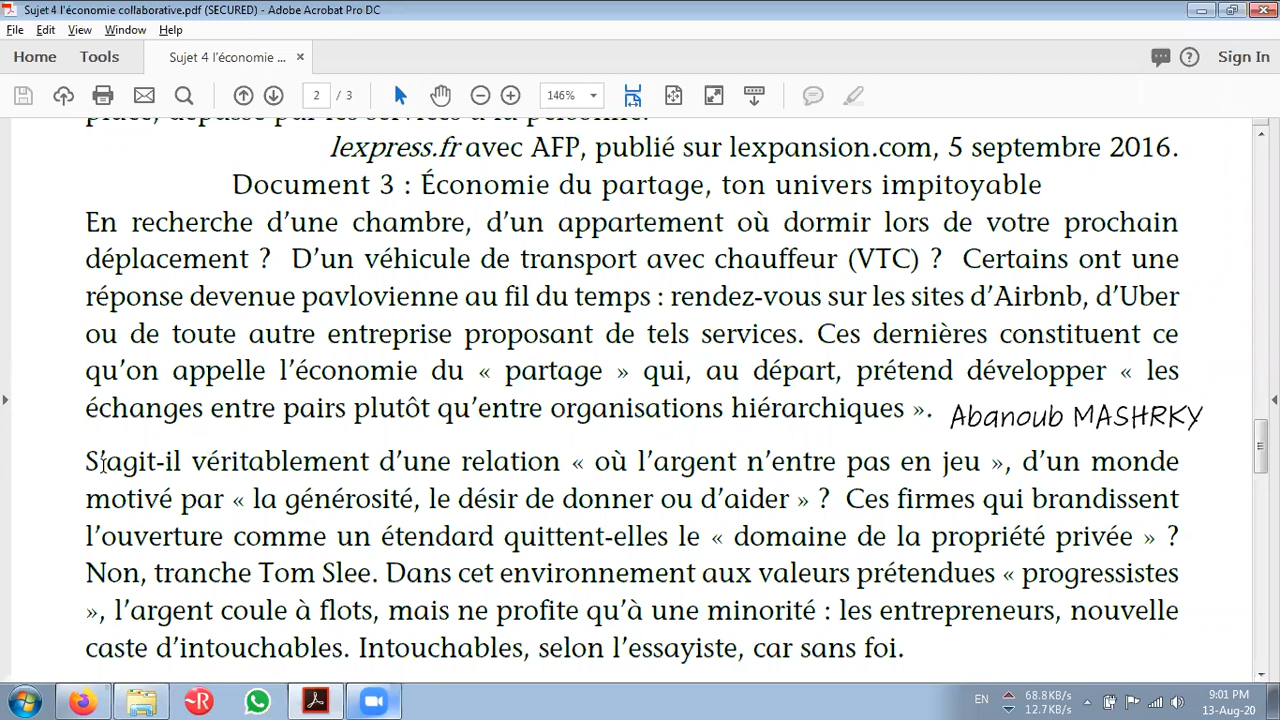 Sujet 4 l'économie collaborative.pdf (SECURED) - Adobe Acrobat Pro DC
File Edit View Window Help
Home Tools Sujet 4 l'économie ... × Sign In
2 / 3 146%
place, dépassé par les services à la personne.
lexpress.fr avec AFP, publié sur lexpansion.com, 5 septembre 2016.
Document 3 : Économie du partage, ton univers impitoyable
En recherche d’une chambre, d’un appartement où dormir lors de votre prochain
déplacement ? D’un véhicule de transport avec chauffeur (VTC) ? Certains ont une
réponse devenue pavlovienne au fil du temps : rendez-vous sur les sites d’Airbnb, d’Uber
ou de toute autre entreprise proposant de tels services. Ces dernières constituent ce
qu’on appelle l’économie du « partage » qui, au départ, prétend développer « les
échanges entre pairs plutôt qu’entre organisations hiérarchiques ». Abanoub MASHRKY
S’agit-il véritablement d’une relation « où l’argent n’entre pas en jeu », d’un monde
motivé par « la générosité, le désir de donner ou d’aider » ? Ces firmes qui brandissent
l’ouverture comme un étendard quittent-elles le « domaine de la propriété privée » ?
Non, tranche Tom Slee. Dans cet environnement aux valeurs prétendues « progressistes
», l’argent coule à flots, mais ne profite qu’à une minorité : les entrepreneurs, nouvelle
caste d’intouchables. Intouchables, selon l’essayiste, car sans foi.
EN 68.8KB/s 9:01 PM
12.7KB/s 13-Aug-20